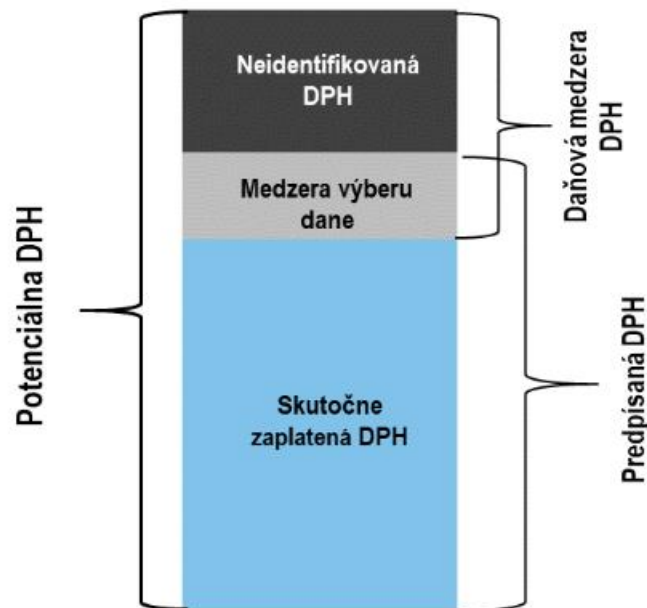 Neidentifikovaná
DPH
Medzera výberu
dane
Skutočne
zaplatená DPH
Potenciálna DPH
Daňová medzera
DPH
Predpísaná DPH